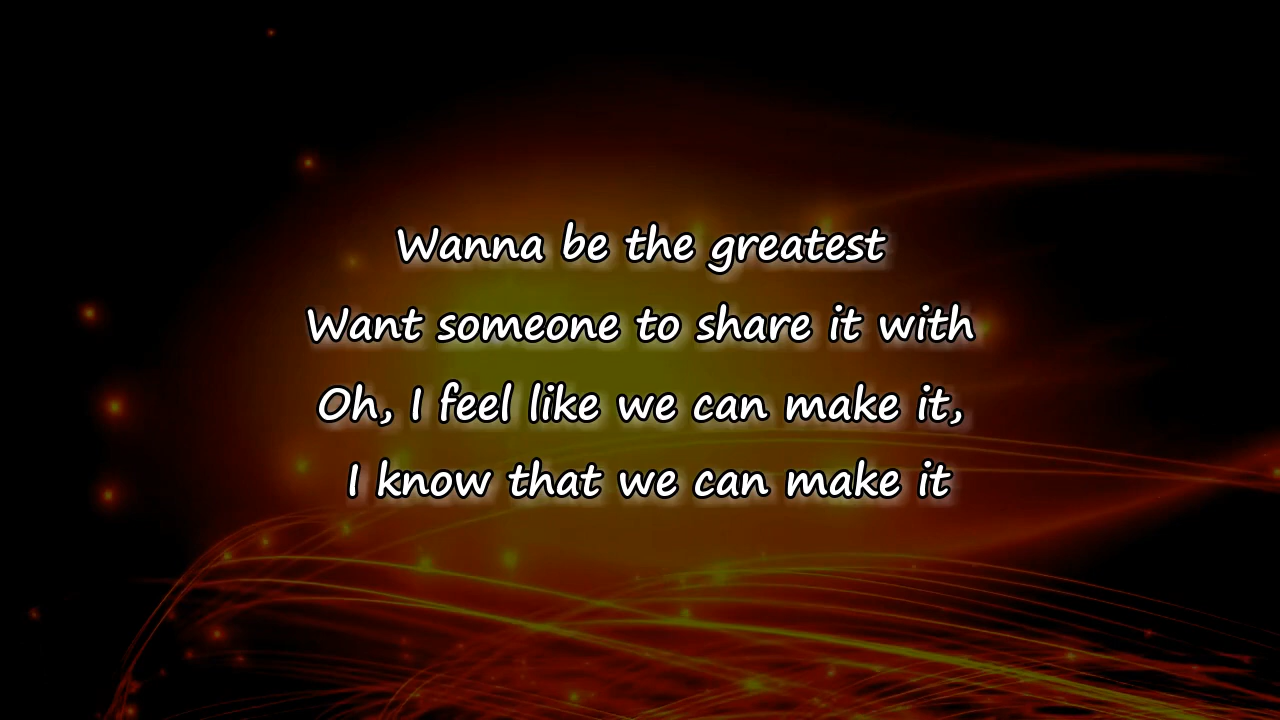 Wanna be the greatest
Want someone to share it with
Oh, I feel like we can make it,
I know that we can make it